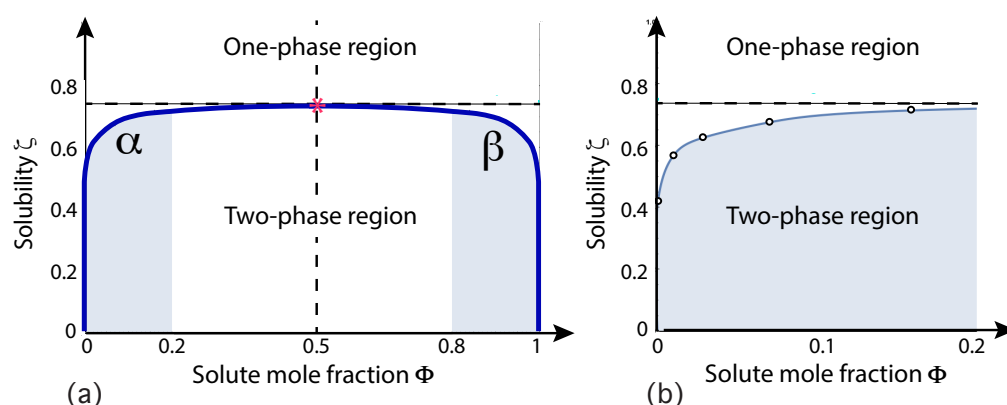 One-phase region
0.8
α
β
0.6
Solubility ζ
Two-phase region
0.4
0.2
0
0
0.2
0.5
0.8
1
Solute mole fraction Φ
(a)
One-phase region
0.8
0.6
Solubility ζ
Two-phase region
0.4
0.2
0
0
0.1
0.2
Solute mole fraction Φ
(b)